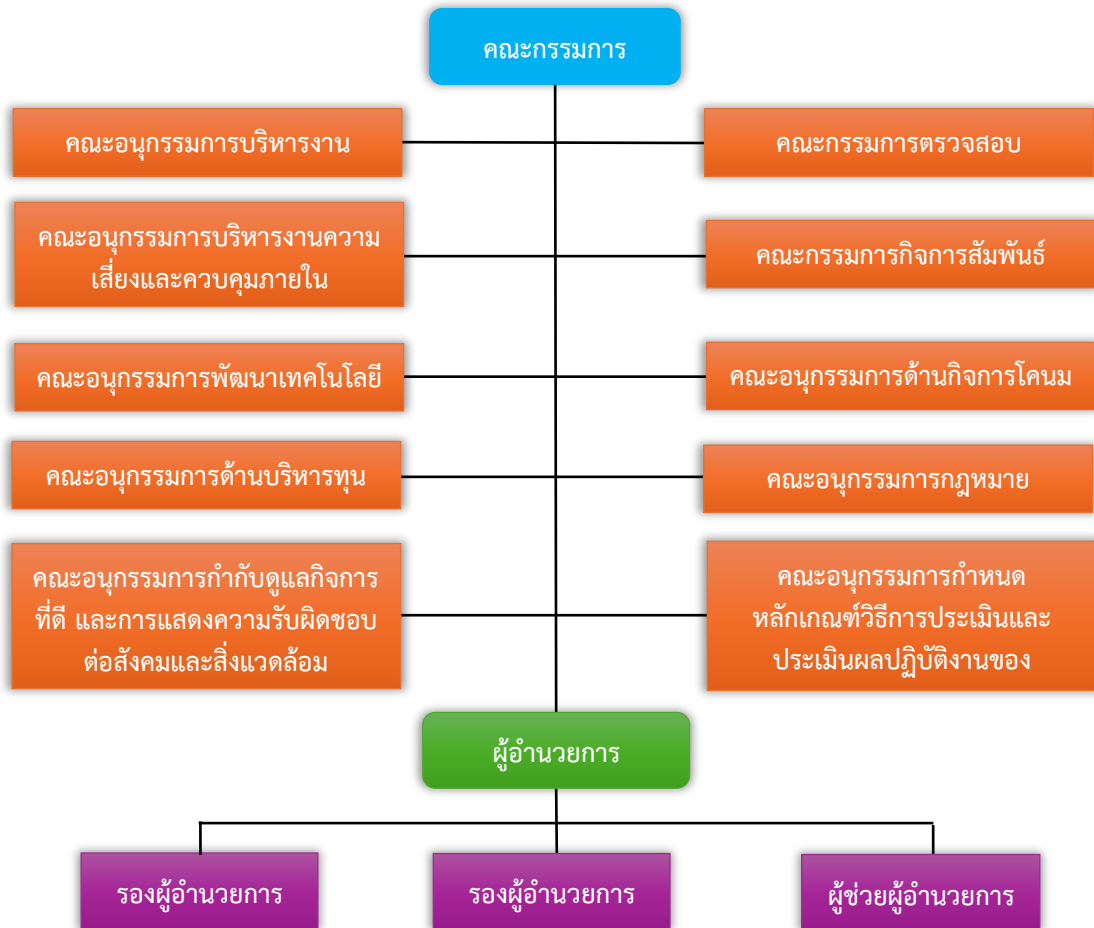 คณะกรรมการ
คณะอนุกรรมการบริหารงาน
คณะกรรมการตรวจสอบ
คณะอนุกรรมการบริหารงานความ
เสี่ยงและควบคุมภายใน
คณะกรรมการกิจการสัมพันธ์
คณะอนุกรรมการพัฒนาเทคโนโลยี
คณะอนุกรรมการด้านกิจการโคนม
คณะอนุกรรมการด้านบริหารทุน
คณะอนุกรรมการกฎหมาย
คณะอนุกรรมการกำกับดูแลกิจการ
ที่ดี และการแสดงความรับผิดชอบ
ต่อสังคมและสิ่งแวดล้อม
คณะอนุกรรมการกำหนด
หลักเกณฑ์วิธีการประเมินและ
ประเมินผลปฏิบัติงานของ
ผู้อำนวยการ
รองผู้อำนวยการ
รองผู้อำนวยการ
ผู้ช่วยผู้อำนวยการ